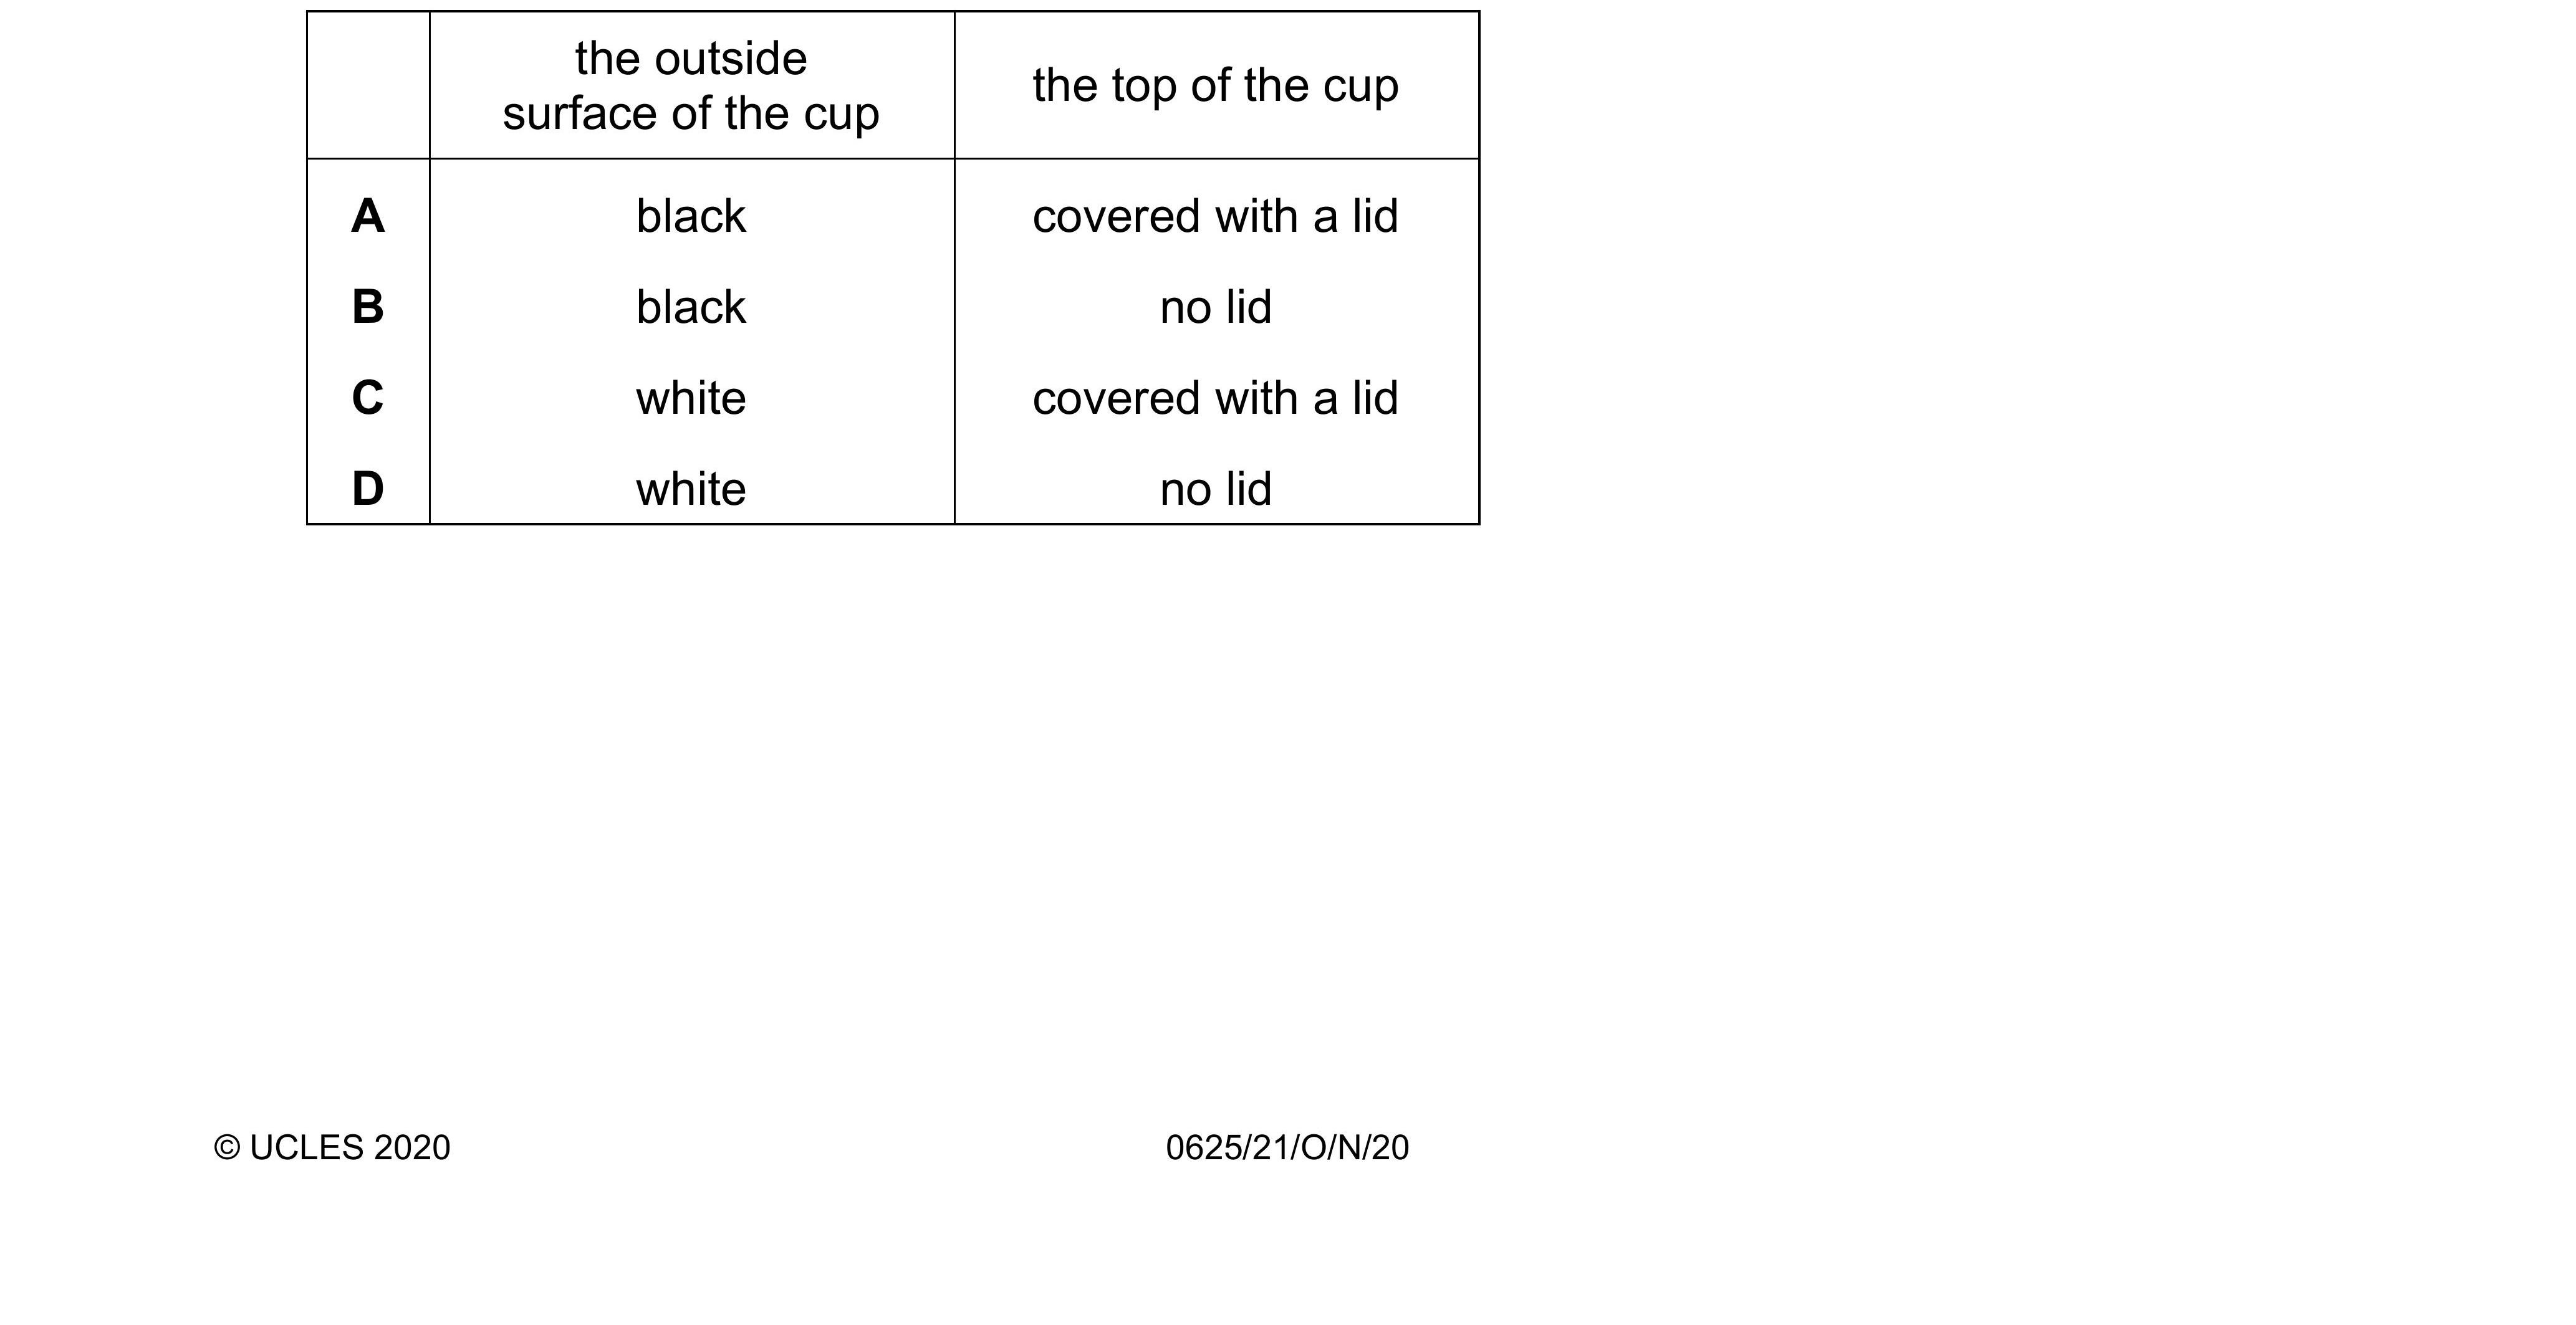 the outside
surface of the cup
the top of the cup
A black covered with a lid
B black no lid
C white covered with a lid
D white no lid
© UCLES 2020 0625/21/O/N/20